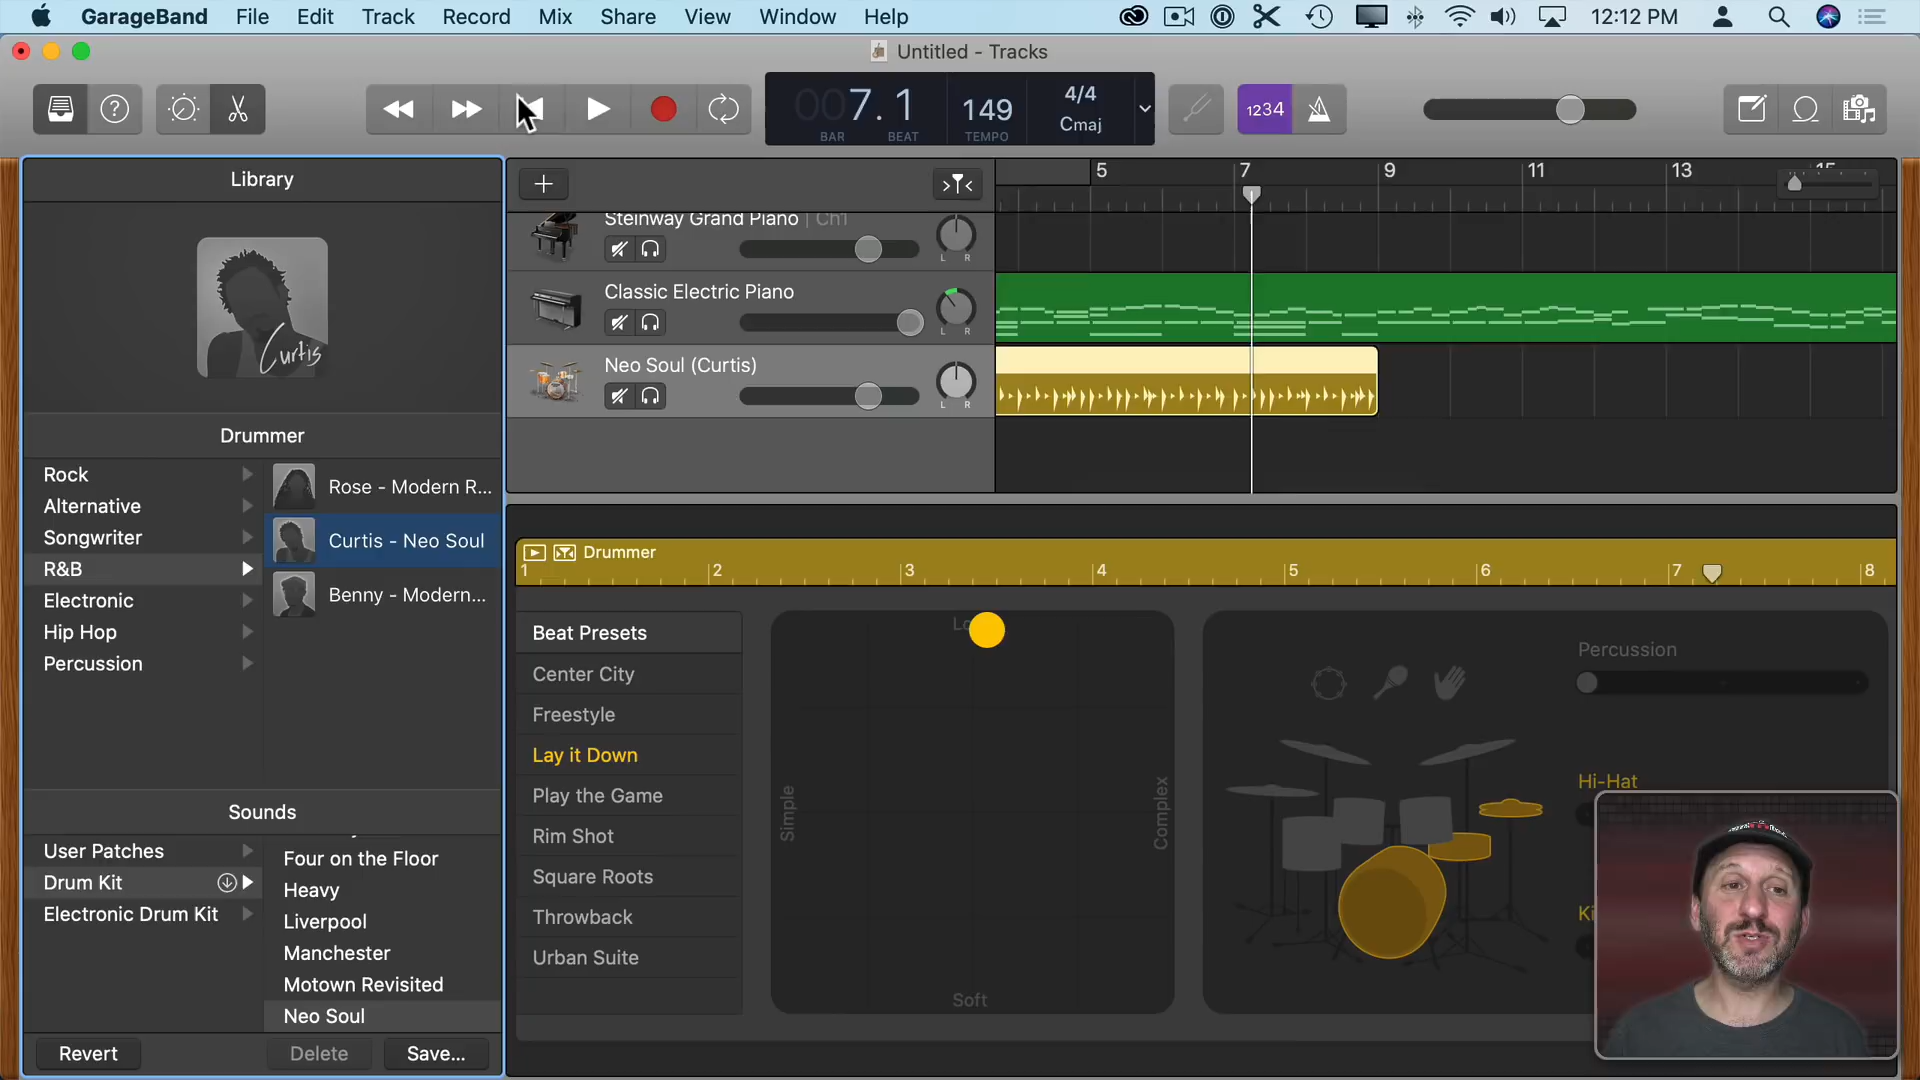 GarageBand File Edit Track Record Mix Share View Window Help 12:12 PM
Untitled - Tracks
007.1 149 4/4
Cmaj
BAR BEAT TEMPO
1234
Library
Curtis
Drummer
Rock
Alternative
Songwriter
R&B
Electronic
Hip Hop
Percussion
Rose - Modern R...
Curtis - Neo Soul
Benny - Modern...
Sounds
User Patches
Drum Kit
Electronic Drum Kit
Four on the Floor
Heavy
Liverpool
Manchester
Motown Revisited
Neo Soul
Revert Delete Save...
5 7 9 11 13 15
Steinway Grand Piano | Ch1
L R
Classic Electric Piano
L R
Neo Soul (Curtis)
L R
Drummer
1 2 3 4 5 6 7 8
Beat Presets
Center City
Freestyle
Lay it Down
Play the Game
Rim Shot
Square Roots
Throwback
Urban Suite
Simple
Complex
Soft
Percussion
Hi-Hat